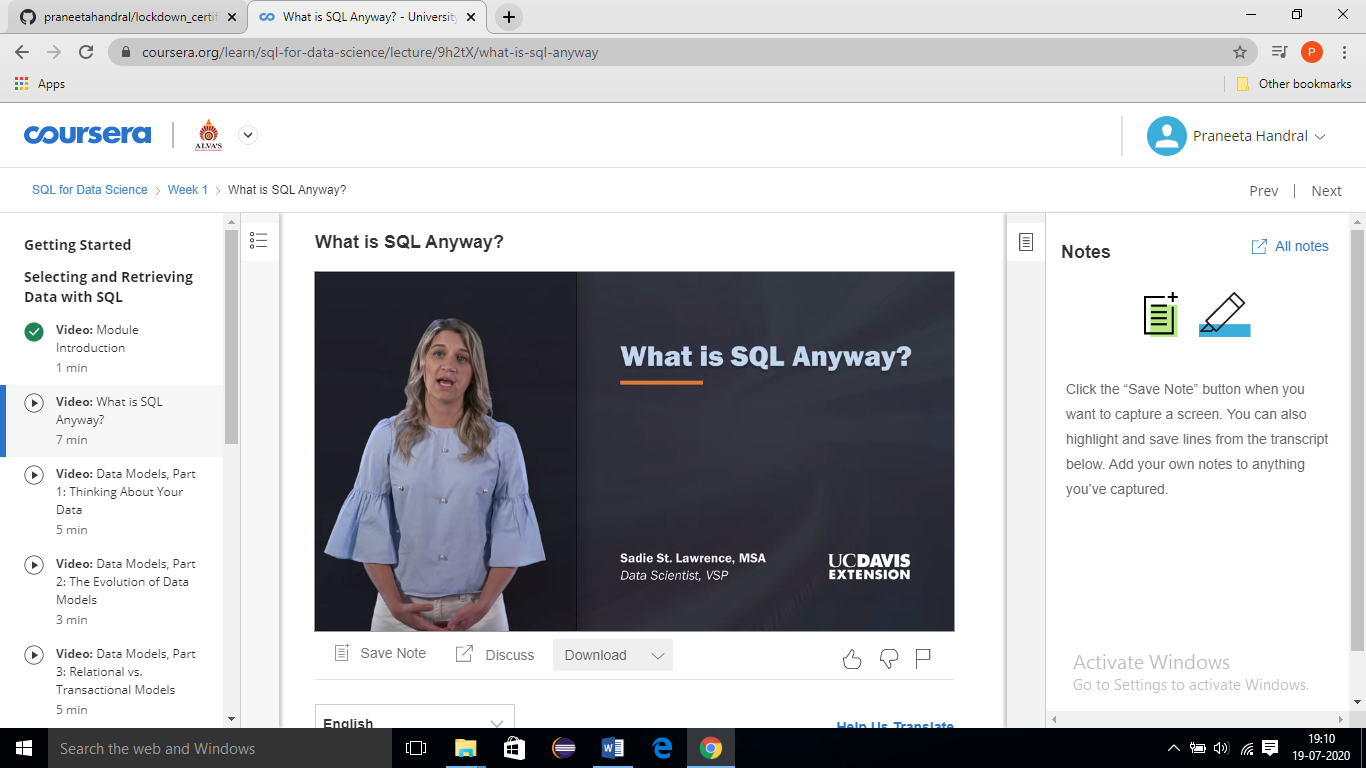 praneetahandral/lockdown_certif
What is SQL Anyway? - University
coursera.org/learn/sql-for-data-science/lecture/9h2tX/what-is-sql-anyway
P
Apps
Other bookmarks
coursera
ALVA'S
Praneeta Handral
SQL for Data Science
Week 1
What is SQL Anyway?
Prev
Next
Getting Started
Selecting and Retrieving
Data with SQL
Video: Module
Introduction
1 min
Video: What is SQL
Anyway?
7 min
Video: Data Models, Part
1: Thinking About Your
Data
5 min
Video: Data Models, Part
2: The Evolution of Data
Models
3 min
Video: Data Models, Part
3: Relational vs.
Transactional Models
5 min
What is SQL Anyway?
What is SQL Anyway?
Sadie St. Lawrence, MSA
Data Scientist, VSP
UCDAVIS
EXTENSION
Save Note
Discuss
Download
English
Help Us Translate
Notes
All notes
Click the “Save Note” button when you
want to capture a screen. You can also
highlight and save lines from the transcript
below. Add your own notes to anything
you’ve captured.
Activate Windows
Go to Settings to activate Windows.
Search the web and Windows
19:10
19-07-2020